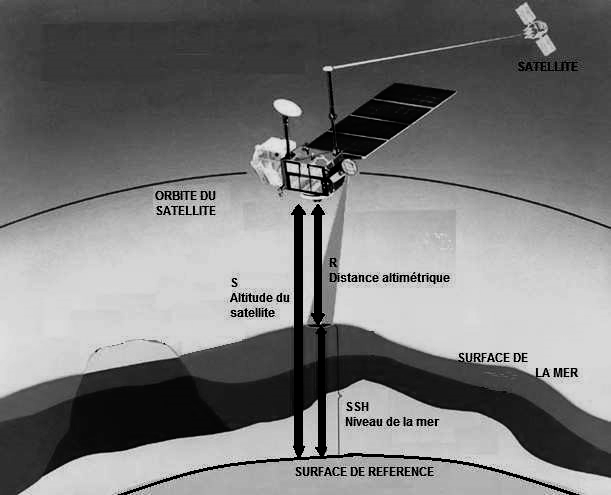 SATELLITE
ORBITE DU
SATELLITE
R
Distance altimétrique
S
Altitude du
satellite
SURFACE DE
LA MER
SSH
Niveau de la mer
SURFACE DE REFERENCE